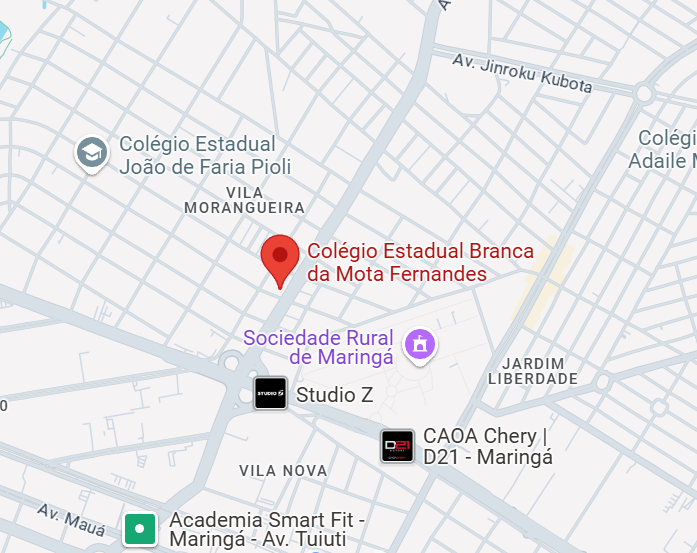 Av. Jinroku Kubota
Colégio Estadual
João de Faria Pioli
Colégi
Adaile M
VILA
MORANGUEIRA
Colégio Estadual Branca
da Mota Fernandes
Sociedade Rural
de Maringá
JARDIM
LIBERDADE
STUDIO Z
Studio Z
0
D21
CAOA Chery |
D21 - Maringá
VILA NOVA
Av. Mauá
Academia Smart Fit -
Maringá - Av. Tuiuti